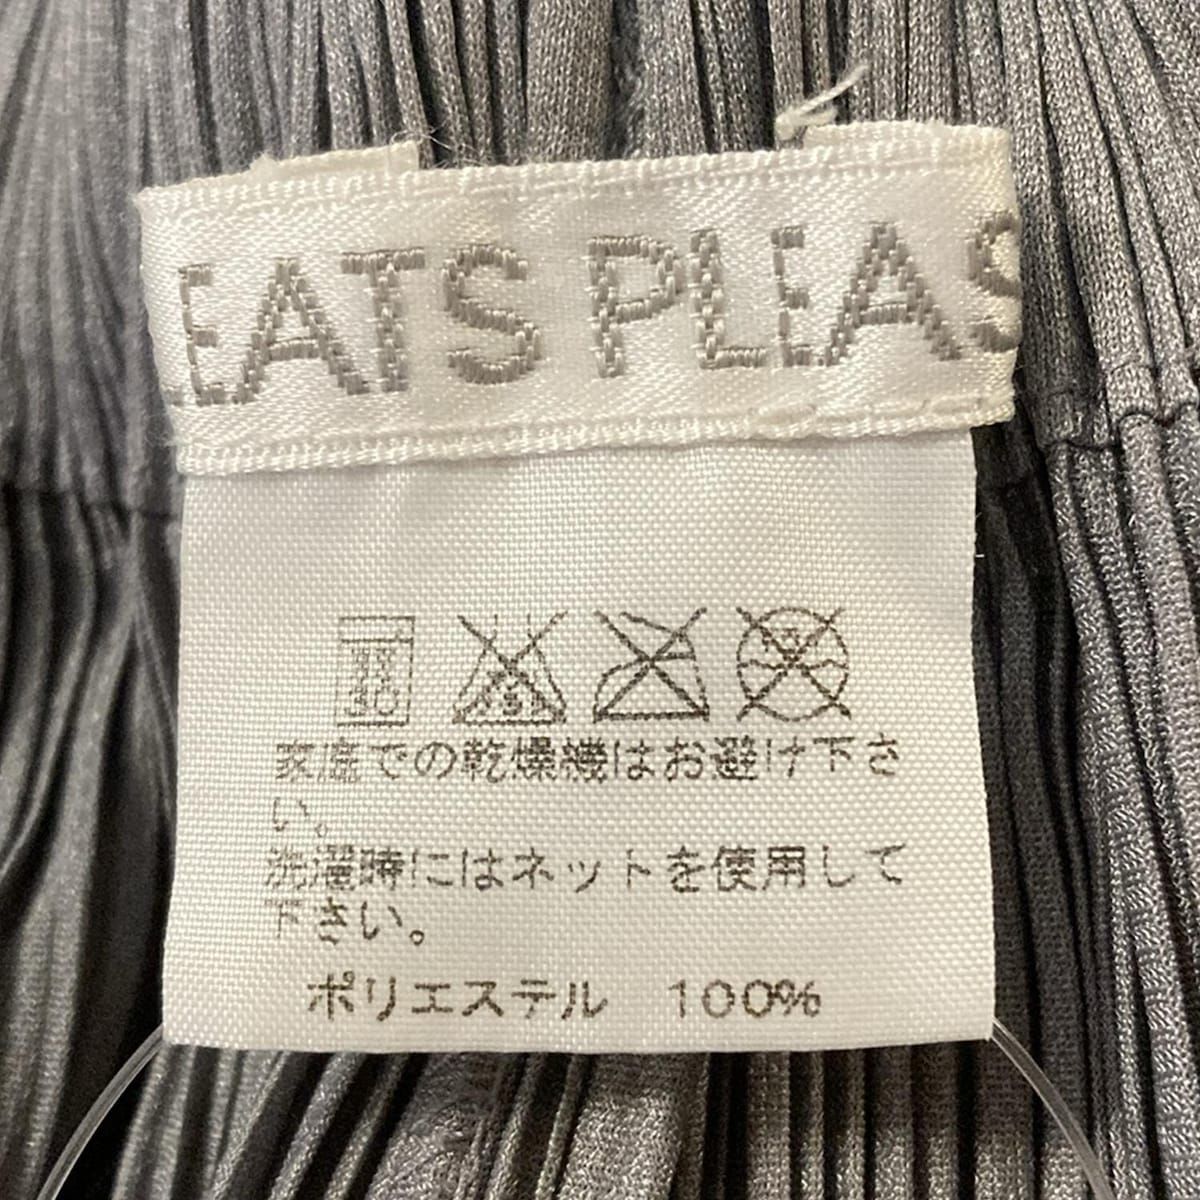 LEATS PLEAS
家庭での乾燥機はお避け下さ
い。
洗濯時にはネットを使用して
下さい。
ポリエステル 100%